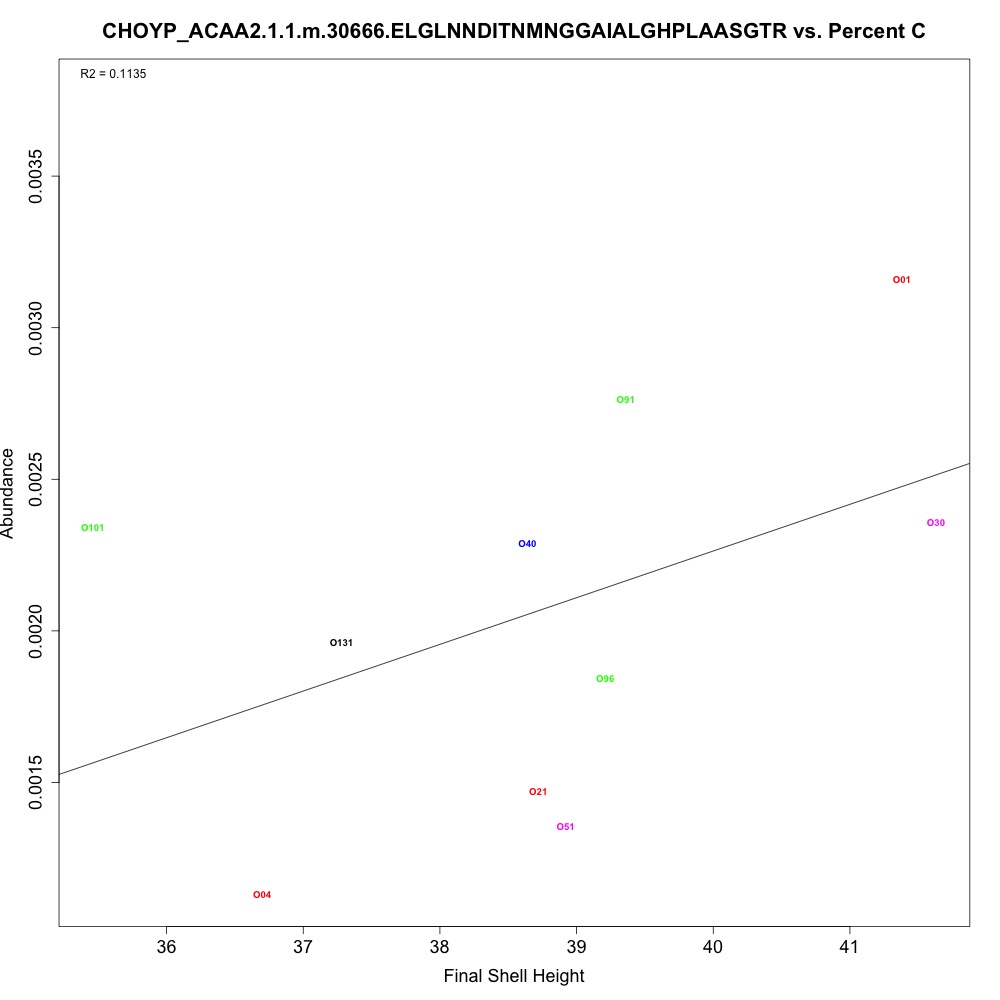 CHOYP_ACAA2.1.1.m.30666.ELGLNNDITNMNGGAIALGHPLAASGTR vs. Percent C
R2 = 0.1135
0.0035
O01
0.0030
O91
0.0025
Abundance
O30
O101
O40
0.0020
O131
O96
0.0015
O21
O51
O04
36 37 38 39 40 41
Final Shell Height